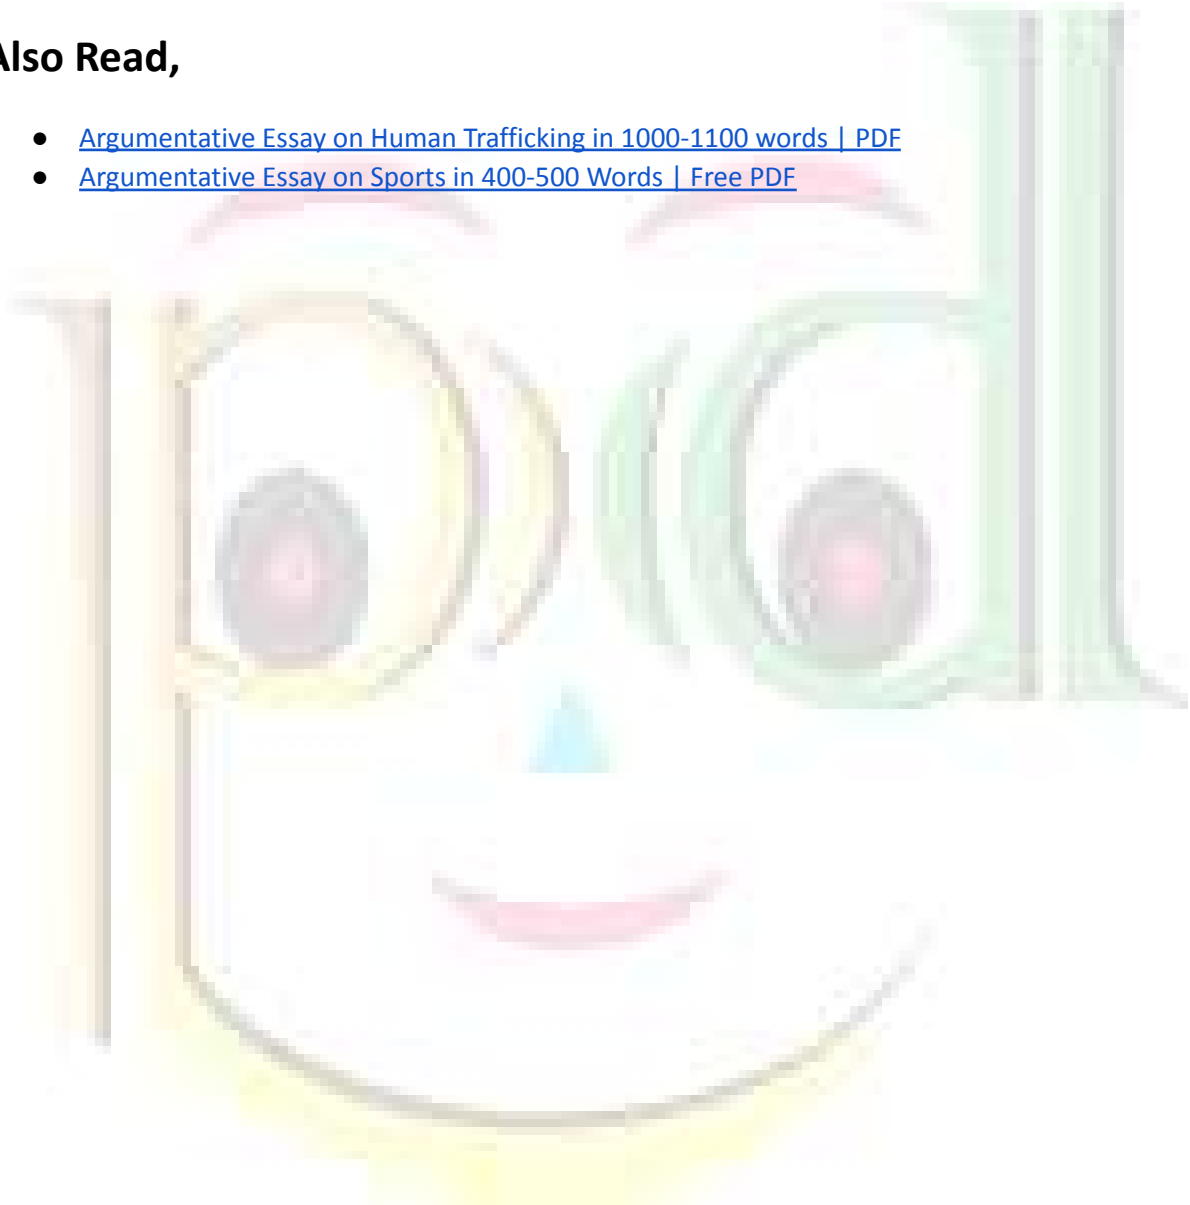 Also Read,
● Argumentative Essay on Human Trafficking in 1000-1100 words | PDF
● Argumentative Essay on Sports in 400-500 Words | Free PDF